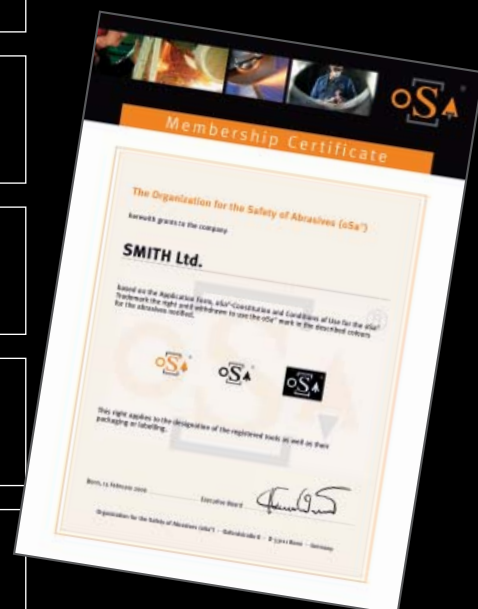 oSA
Membership Certificate
The Organization for the Safety of Abrasives (oSa®)
herewith grants to the company
SMITH Ltd.
based on the Application Form, oSa®-Constitution and Conditions of Use for the oSa®
Trademark the right until withdrawn to use the oSa® mark in the described colours
for the abrasives notified.
oSA oSA oSA
This right applies to the designation of the registered tools as well as their
packaging or labelling.
Bonn, February
Executive Board
Organization for the Safety of Abrasives (oSa®) - Bonn - Germany